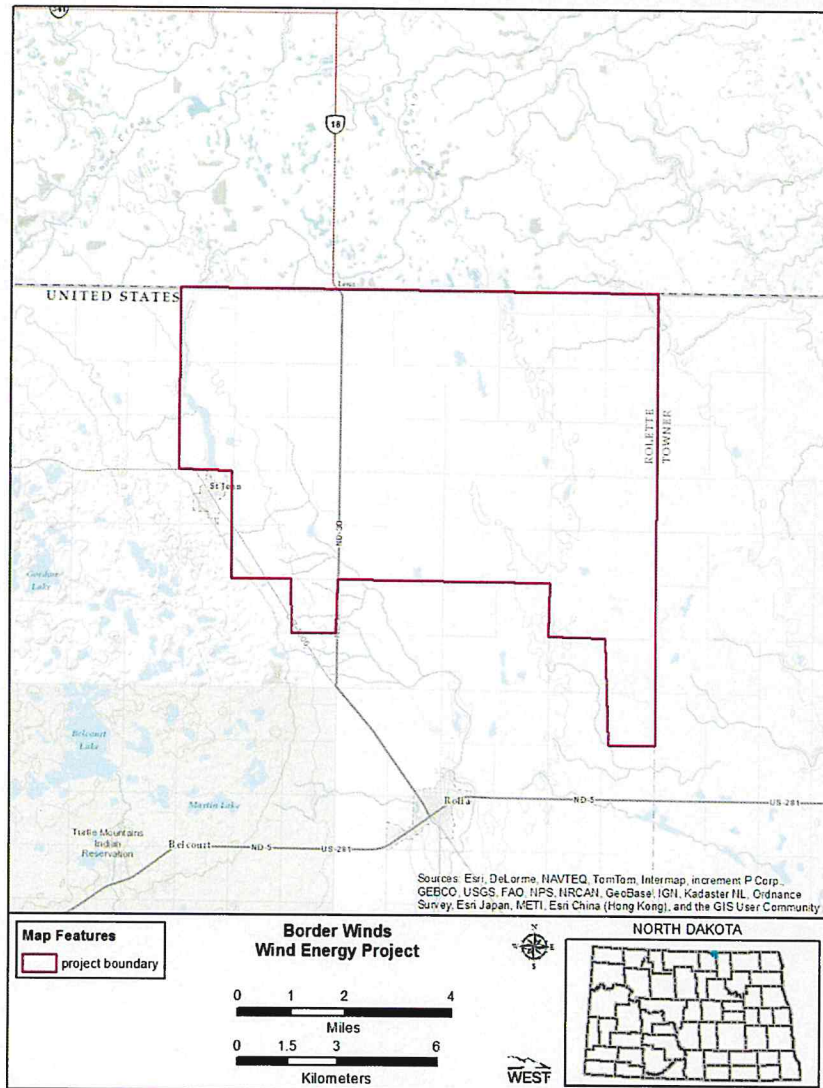 341
18
Lena
UNITED STATES
ROLETTE
TOWNER
St John
ND-30
Gordon
Lake
Belcourt
Lake
Martin Lake
Rolla
ND-5
US-281
Turtle Mountains
Indian
Reservation
Belcourt
ND-5
US-281
Sources: Esri, DeLorme, NAVTEQ, TomTom, Intermap, increment P Corp.,
GEBCO, USGS, FAO, NPS, NRCAN, GeoBase, IGN, Kadaster NL, Ordnance
Survey, Esri Japan, METI, Esri China (Hong Kong), and the GIS User Community
Map Features
project boundary
Border Winds
Wind Energy Project
0 1 2 4
Miles
0 1.5 3 6
Kilometers
N
S
WEST
NORTH DAKOTA